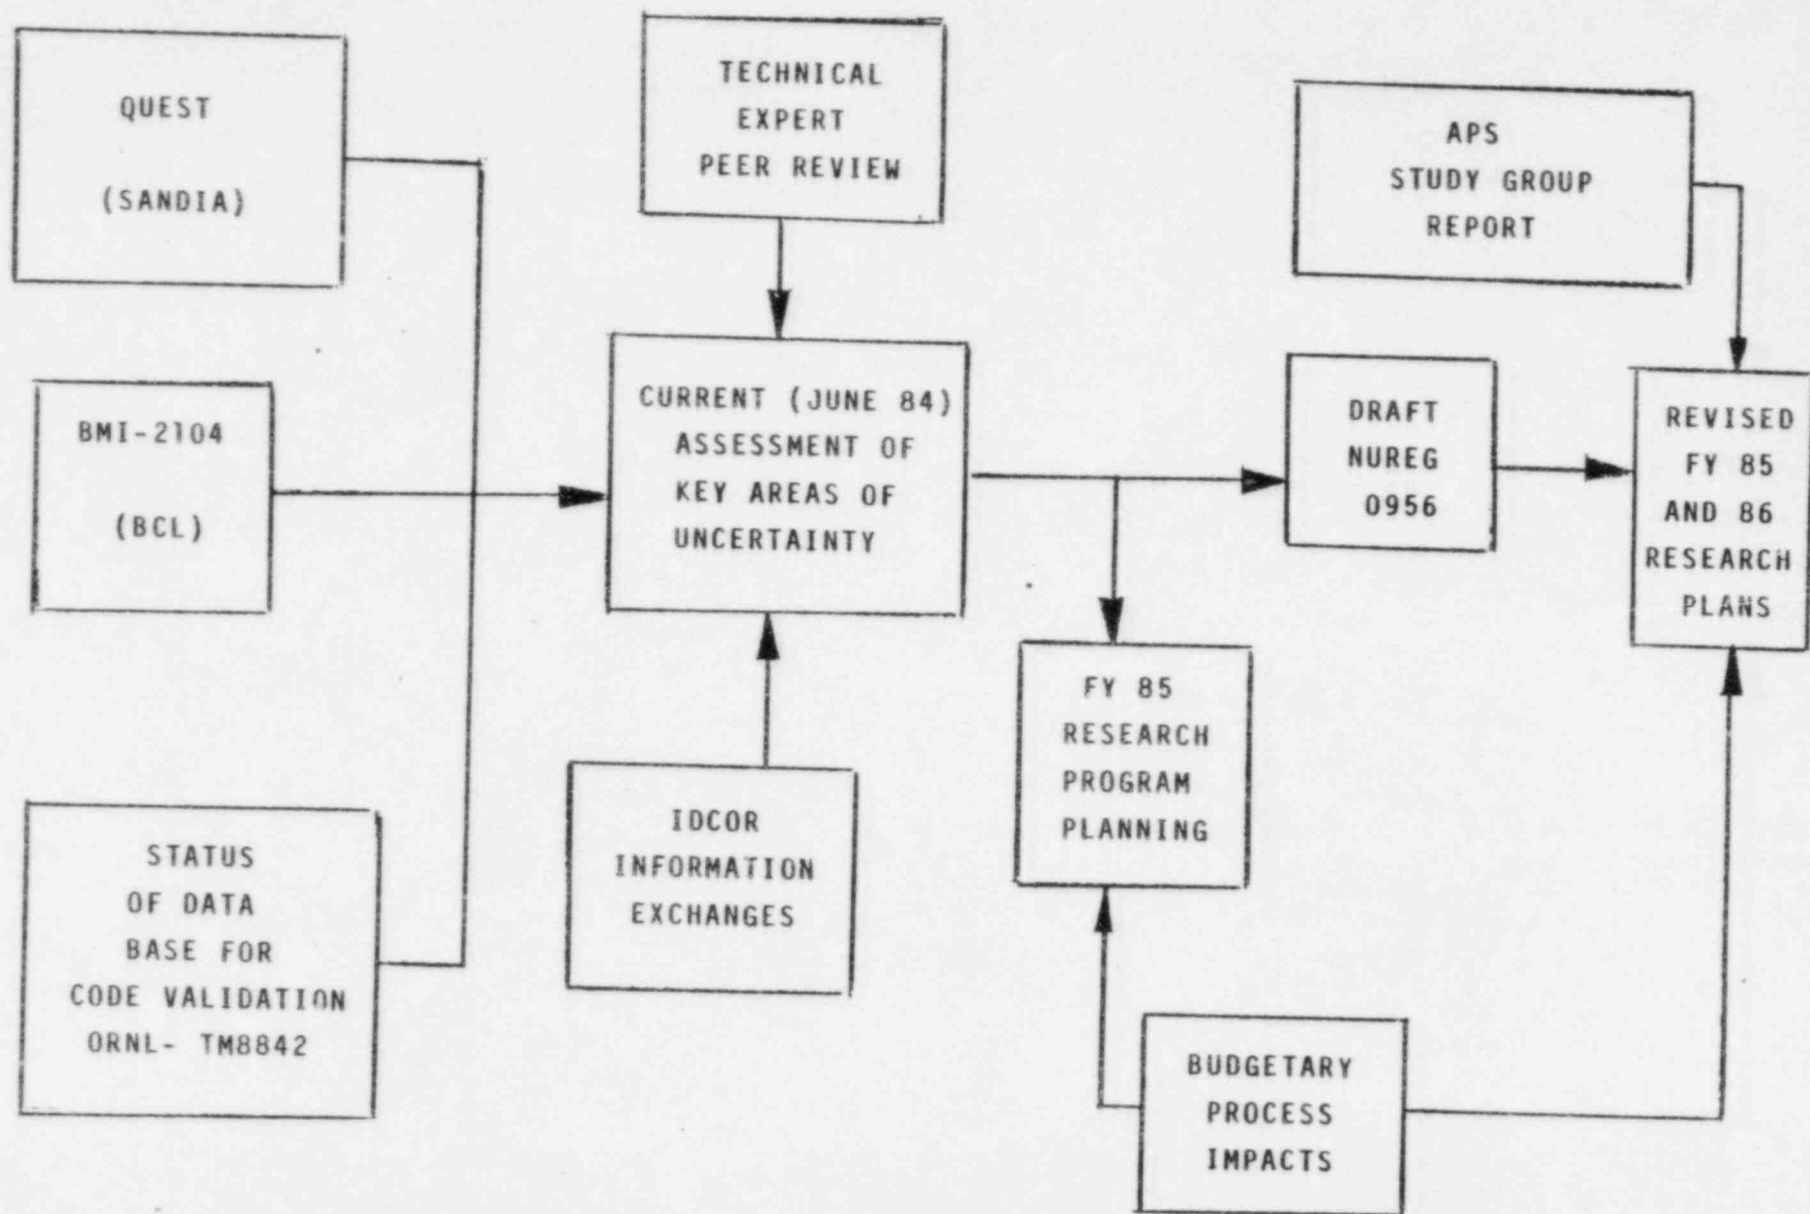 QUEST
(SANDIA)
TECHNICAL
EXPERT
PEER REVIEW
APS
STUDY GROUP
REPORT
BMI-2104
(BCL)
CURRENT (JUNE 84)
ASSESSMENT OF
KEY AREAS OF
UNCERTAINTY
DRAFT
NUREG
0956
REVISED
FY 85
AND 86
RESEARCH
PLANS
STATUS
OF DATA
BASE FOR
CODE VALIDATION
ORNL- TM8842
IDCOR
INFORMATION
EXCHANGES
FY 85
RESEARCH
PROGRAM
PLANNING
BUDGETARY
PROCESS
IMPACTS